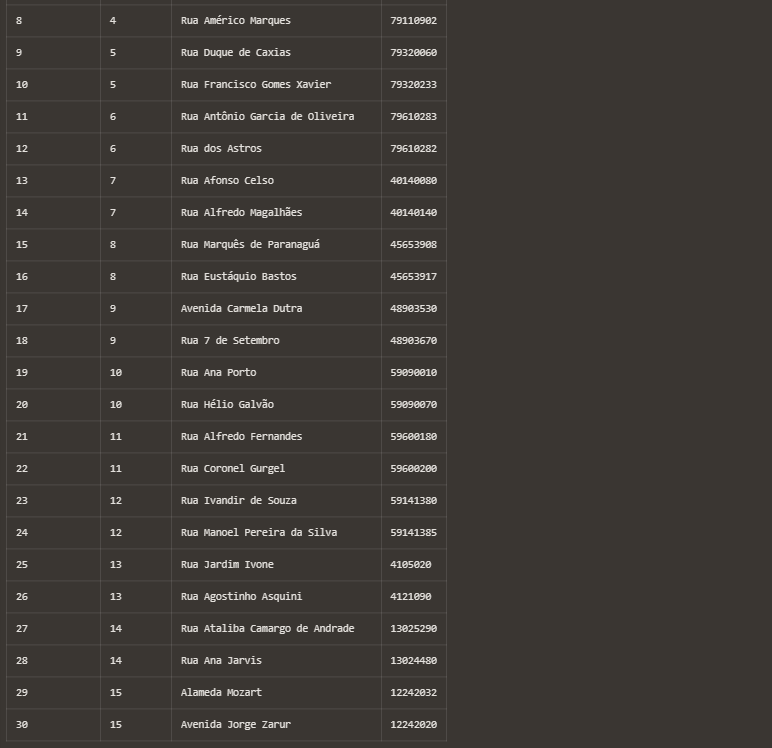 8 4 Rua Américo Marques 79110902
9 5 Rua Duque de Caxias 79320060
10 5 Rua Francisco Gomes Xavier 79320233
11 6 Rua Antônio Garcia de Oliveira 79610283
12 6 Rua dos Astros 79610282
13 7 Rua Afonso Celso 40140080
14 7 Rua Alfredo Magalhães 40140140
15 8 Rua Marquês de Paranaguá 45653908
16 8 Rua Eustáquio Bastos 45653917
17 9 Avenida Carmela Dutra 48903530
18 9 Rua 7 de Setembro 48903670
19 10 Rua Ana Porto 59090010
20 10 Rua Hélio Galvão 59090070
21 11 Rua Alfredo Fernandes 59600180
22 11 Rua Coronel Gurgel 59600200
23 12 Rua Ivandir de Souza 59141380
24 12 Rua Manoel Pereira da Silva 59141385
25 13 Rua Jardim Ivone 4105020
26 13 Rua Agostinho Asquini 4121090
27 14 Rua Ataliba Camargo de Andrade 13025290
28 14 Rua Ana Jarvis 13024480
29 15 Alameda Mozart 12242032
30 15 Avenida Jorge Zarur 12242020